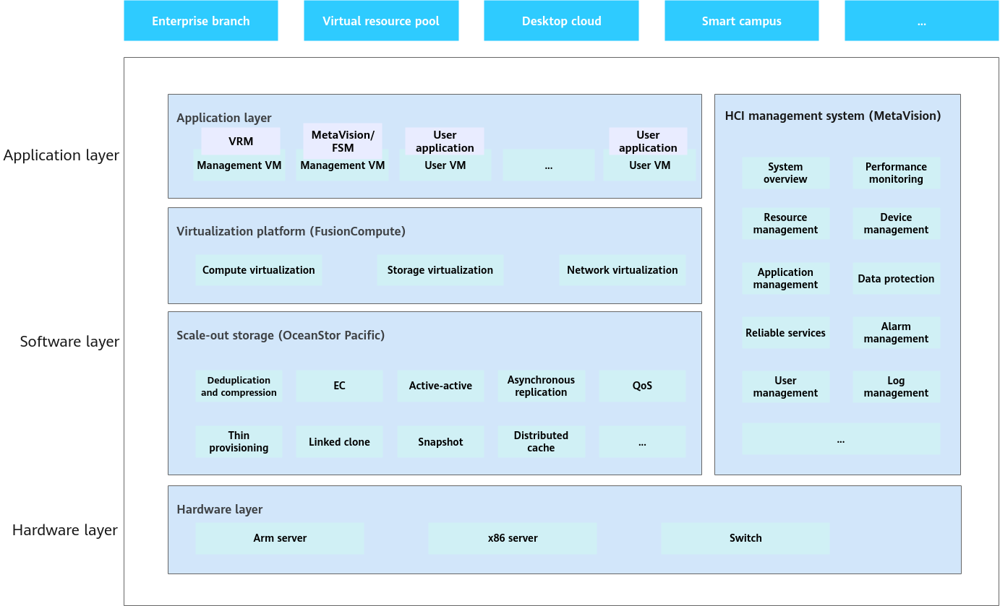 Enterprise branch
Virtual resource pool
Desktop cloud
Smart campus
...
Application layer
Application layer
VRM
Management VM
MetaVision/
FSM
Management VM
User
application
User VM
...
User
application
User VM
HCI management system (MetaVision)
System
overview
Performance
monitoring
Resource
management
Device
management
Application
management
Data protection
Reliable services
Alarm
management
User
management
Log
management
...
Software layer
Virtualization platform (FusionCompute)
Compute virtualization
Storage virtualization
Network virtualization
Scale-out storage (OceanStor Pacific)
Deduplication
and compression
EC
Active-active
Asynchronous
replication
QoS
Thin
provisioning
Linked clone
Snapshot
Distributed
cache
...
Hardware layer
Hardware layer
Arm server
x86 server
Switch